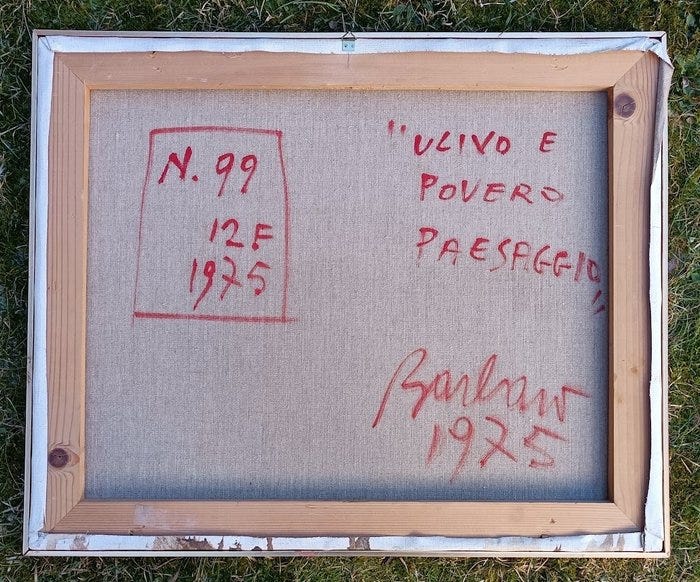 N. 99
12F
1975
"ULIVO E
POVERO
PAESAGGIO"
1975